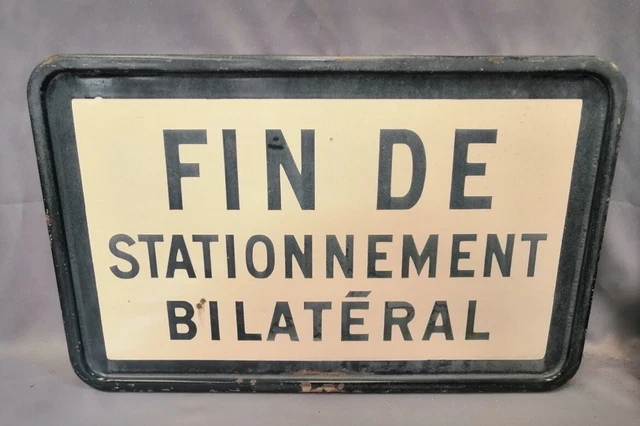 FIN DE
STATIONNEMENT
BILATÉRAL